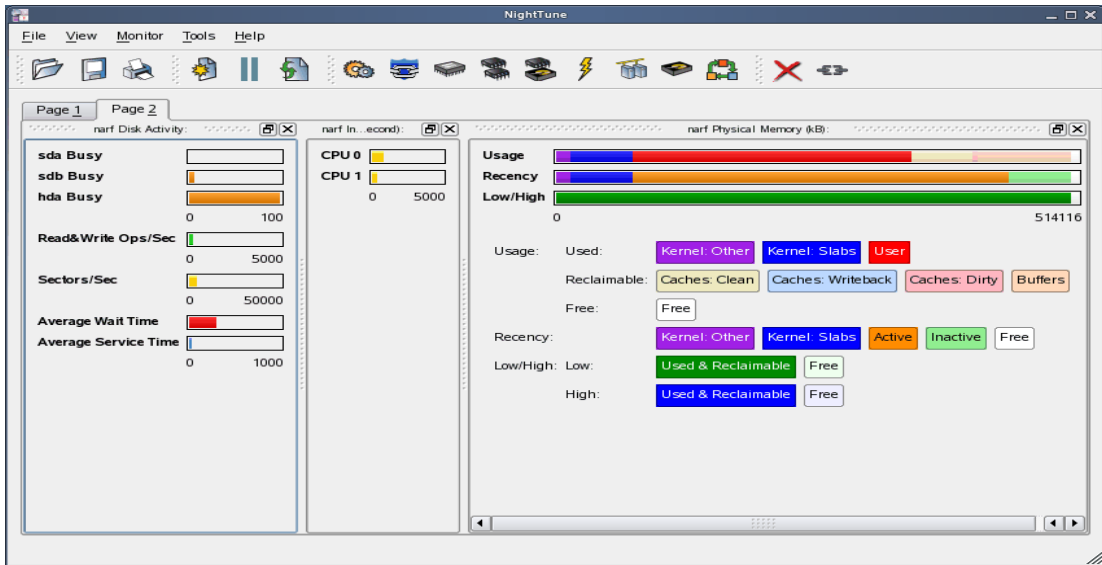 NightTune
File View Monitor Tools Help
Page 1 Page 2
narf Disk Activity:
sda Busy
sdb Busy
hda Busy
0 100
Read&Write Ops/Sec
0 5000
Sectors/Sec
0 50000
Average Wait Time
Average Service Time
0 1000
narf In...econd):
CPU 0
CPU 1
0 5000
narf Physical Memory (kB):
Usage
Recency
Low/High
0 514116
Usage: Used: Kernel: Other Kernel: Slabs User
Reclaimable: Caches: Clean Caches: Writeback Caches: Dirty Buffers
Free: Free
Recency: Kernel: Other Kernel: Slabs Active Inactive Free
Low/High: Low: Used & Reclaimable Free
High: Used & Reclaimable Free